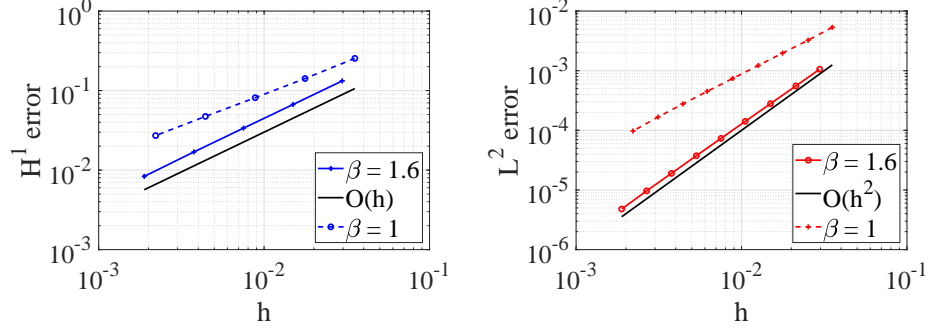 10^0
10^-1
10^-2
10^-3
H^1 error
β = 1.6
O(h)
β = 1
10^-3
10^-2
10^-1
h
10^-2
10^-3
10^-4
10^-5
10^-6
L^2 error
β = 1.6
O(h^2)
β = 1
10^-3
10^-2
10^-1
h